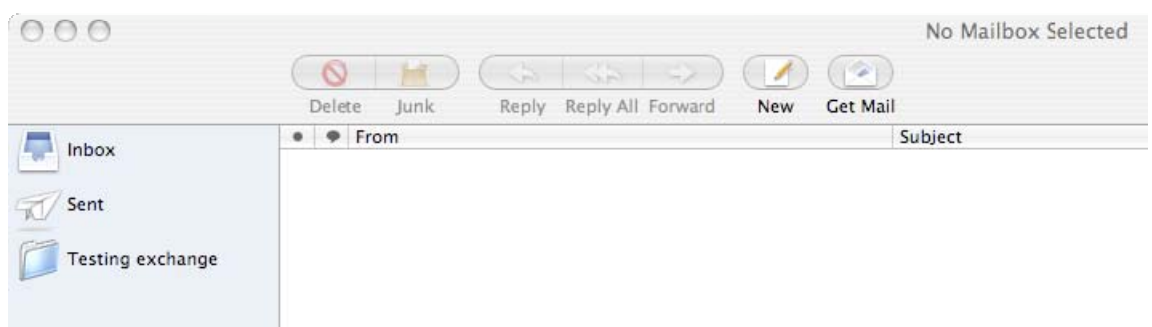 No Mailbox Selected
Delete Junk Reply Reply All Forward New Get Mail
Inbox
Sent
Testing exchange
From Subject